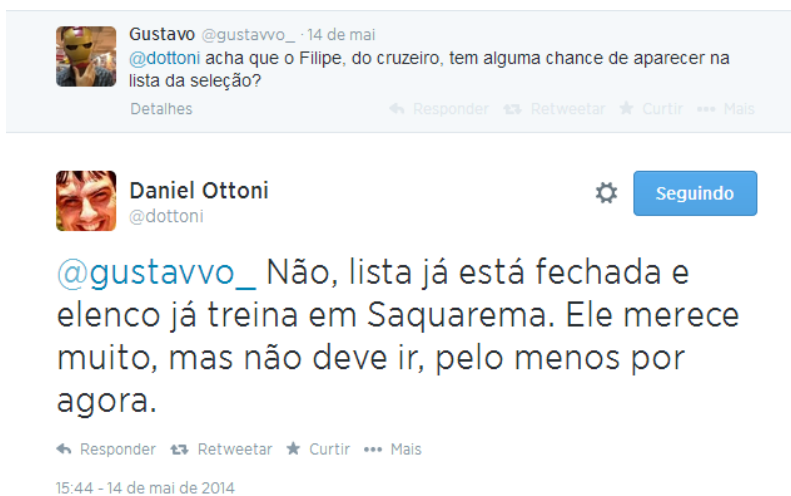 Gustavo @gustavvo_ · 14 de mai
@dottoni acha que o Filipe, do cruzeiro, tem alguma chance de aparecer na
lista da seleção?
Detalhes Responder Retweetar Curtir Mais
Daniel Ottoni
@dottoni
Seguindo
@gustavvo_ Não, lista já está fechada e
elenco já treina em Saquarema. Ele merece
muito, mas não deve ir, pelo menos por
agora.
Responder Retweetar Curtir Mais
15:44 - 14 de mai de 2014